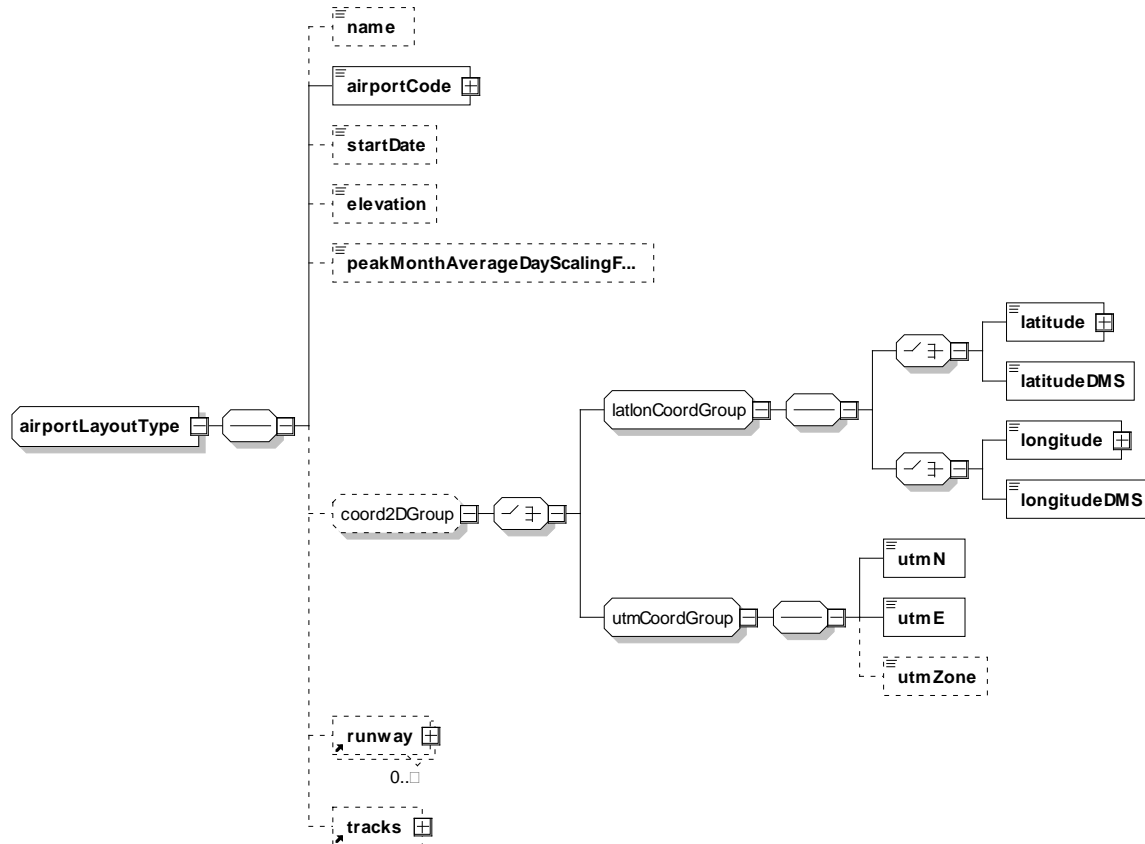 name
airportCode
startDate
elevation
peakMonthAverageDayScalingF...
airportLayoutType
coord2DGroup
latlonCoordGroup
latitude
latitudeDMS
longitude
longitudeDMS
utmCoordGroup
utmN
utmE
utmZone
runway
0..□
tracks